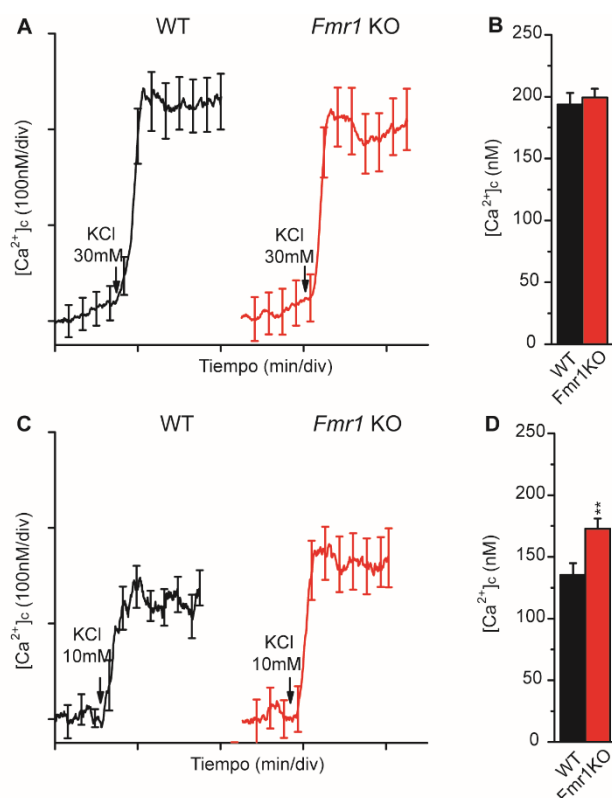 A
WT
Fmr1 KO
[Ca²⁺]c (100nM/div)
KCl
30mM
KCl
30mM
Tiempo (min/div)
B
[Ca²⁺]c (nM)
250
200
150
100
50
0
WT
Fmr1KO
C
WT
Fmr1 KO
[Ca²⁺]c (100nM/div)
KCl
10mM
KCl
10mM
Tiempo (min/div)
D
[Ca²⁺]c (nM)
250
200
150
100
50
0
**
WT
Fmr1KO